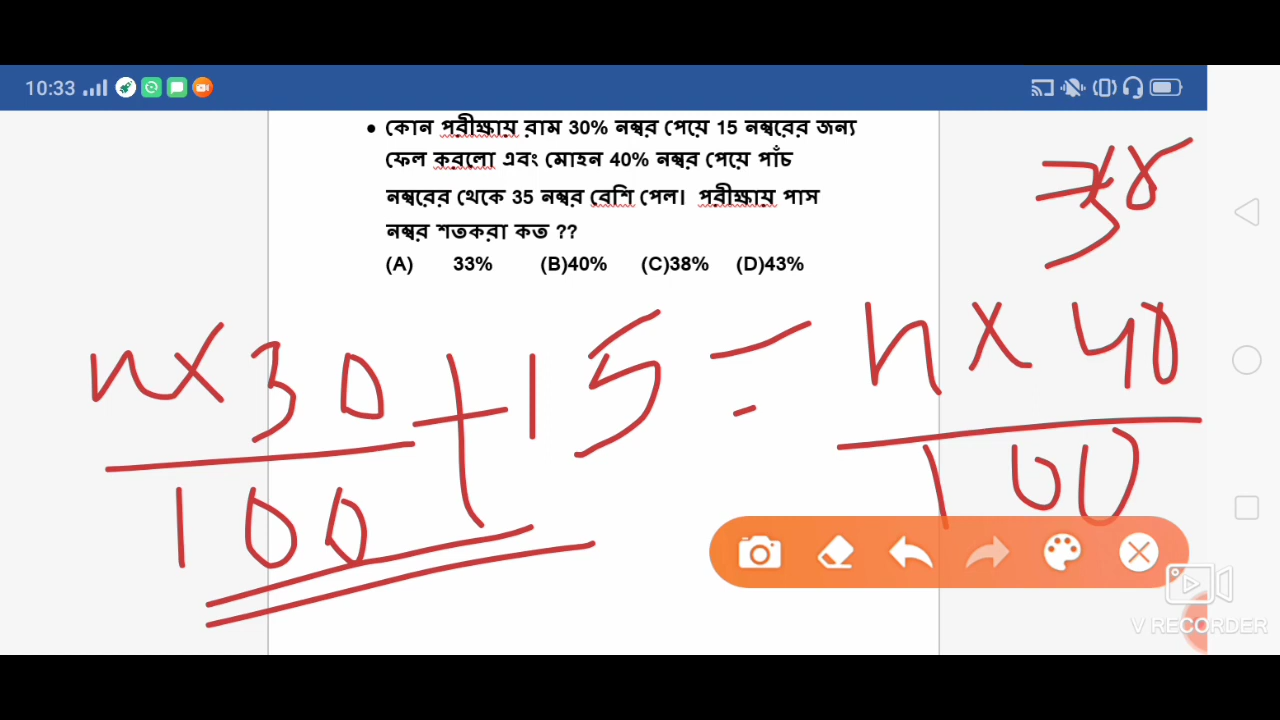 10:33
• কোন পরীক্ষায় রাম 30% নম্বর পেয়ে 15 নম্বরের জন্য
ফেল করলো এবং মোহন 40% নম্বর পেয়ে পাঁচ
নম্বরের থেকে 35 নম্বর বেশি পেল। পরীক্ষায় পাস
নম্বর শতকরা কত ??
(A) 33% (B)40% (C)38% (D)43%
n × 30 + 15 = n × 40
100 100
V RECORDER